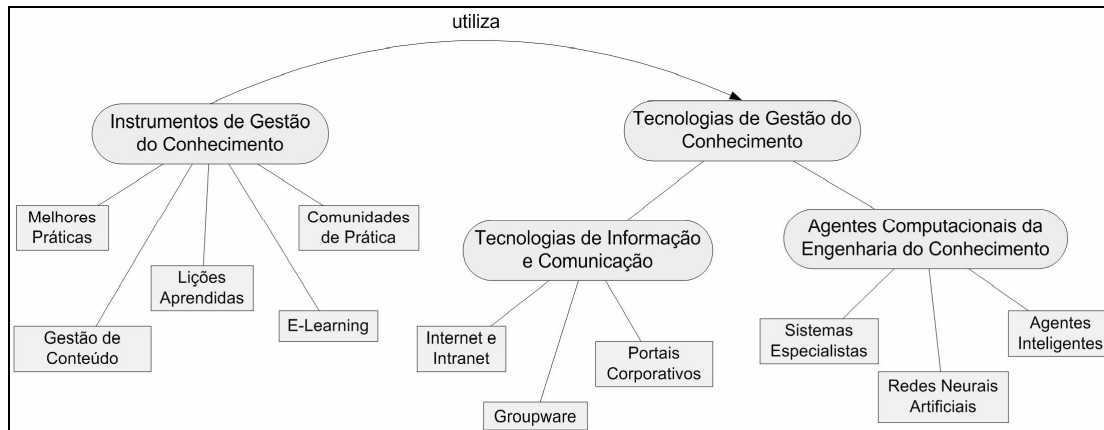 utiliza
Instrumentos de Gestão
do Conhecimento
Tecnologias de Gestão do
Conhecimento
Melhores
Práticas
Comunidades
de Prática
Lições
Aprendidas
E-Learning
Gestão de
Conteúdo
Tecnologias de Informação
e Comunicação
Agentes Computacionais da
Engenharia do Conhecimento
Internet e
Intranet
Portais
Corporativos
Groupware
Sistemas
Especialistas
Agentes
Inteligentes
Redes Neurais
Artificiais